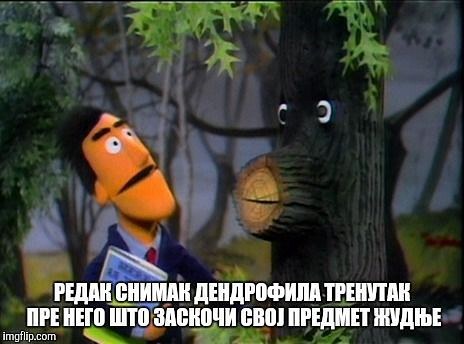 РЕДАК СНИМАК ДЕНДРОФИЛА ТРЕНУТАК
ПРЕ НЕГО ШТО ЗАСКОЧИ СВОЈ ПРЕДМЕТ ЖУДЊЕ
imgflip.com